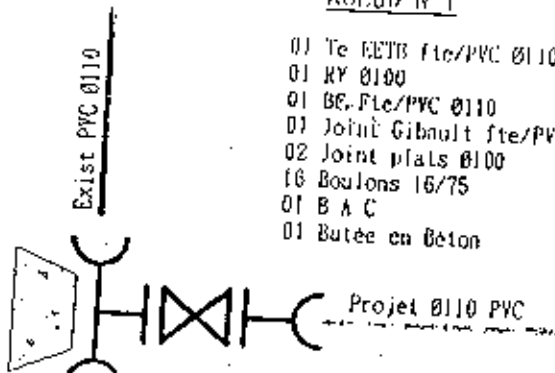 01 Te EETB fte/PVC Ø110
01 RV Ø100
01 BE. Fte/PVC Ø110
01 Joint Gibault fte/PV
02 Joint plats Ø100
16 Boulons 16/75
01 B A C
01 Butée en Béton
Exist PVC Ø110
Projet Ø110 PVC